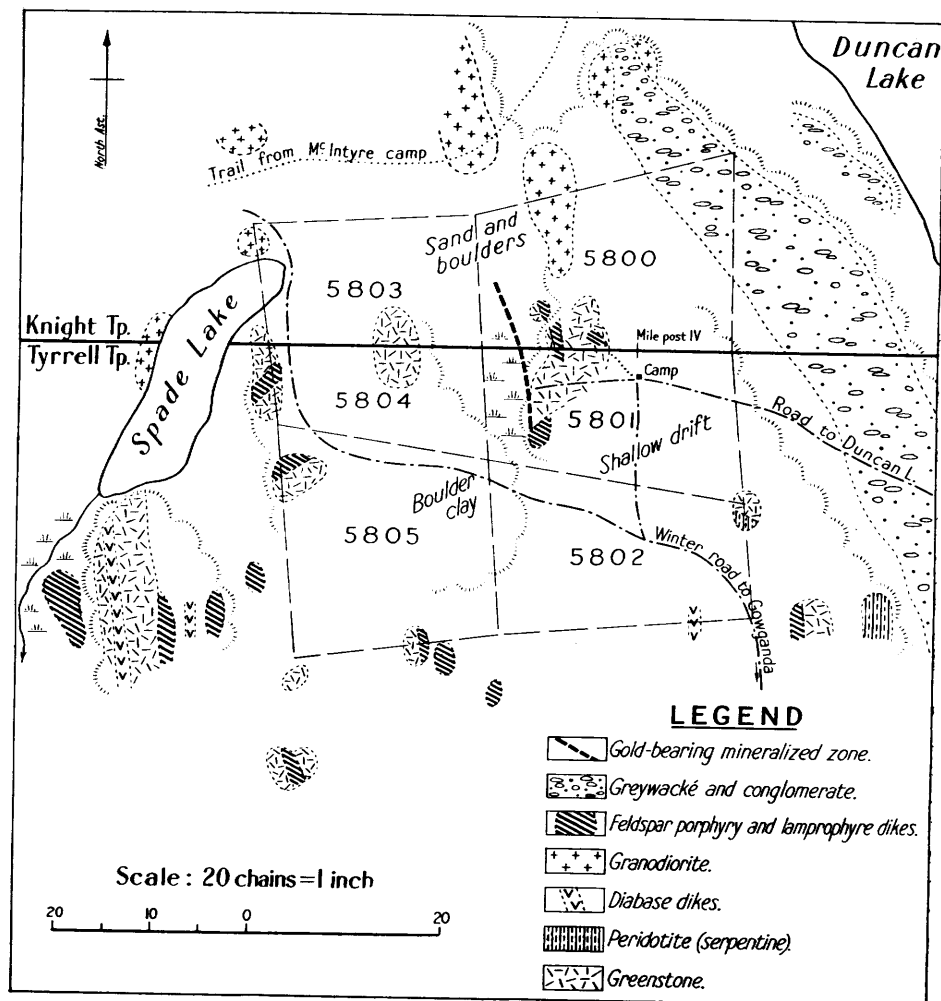 Duncan
Lake
North Ast.
Trail from McIntyre camp
Sand and
boulders
5800
5803
Knight Tp.
Tyrrell Tp.
Mile post IV
Camp
Spade Lake
5804
5801
Road to Duncan L.
Shallow drift
Boulder
clay
5805
5802
Winter road to Gowganda
LEGEND
Gold-bearing mineralized zone.
Greywacké and conglomerate.
Feldspar porphyry and lamprophyre dikes.
Granodiorite.
Diabase dikes.
Peridotite (serpentine).
Greenstone.
Scale: 20 chains=1 inch
20 10 0 20